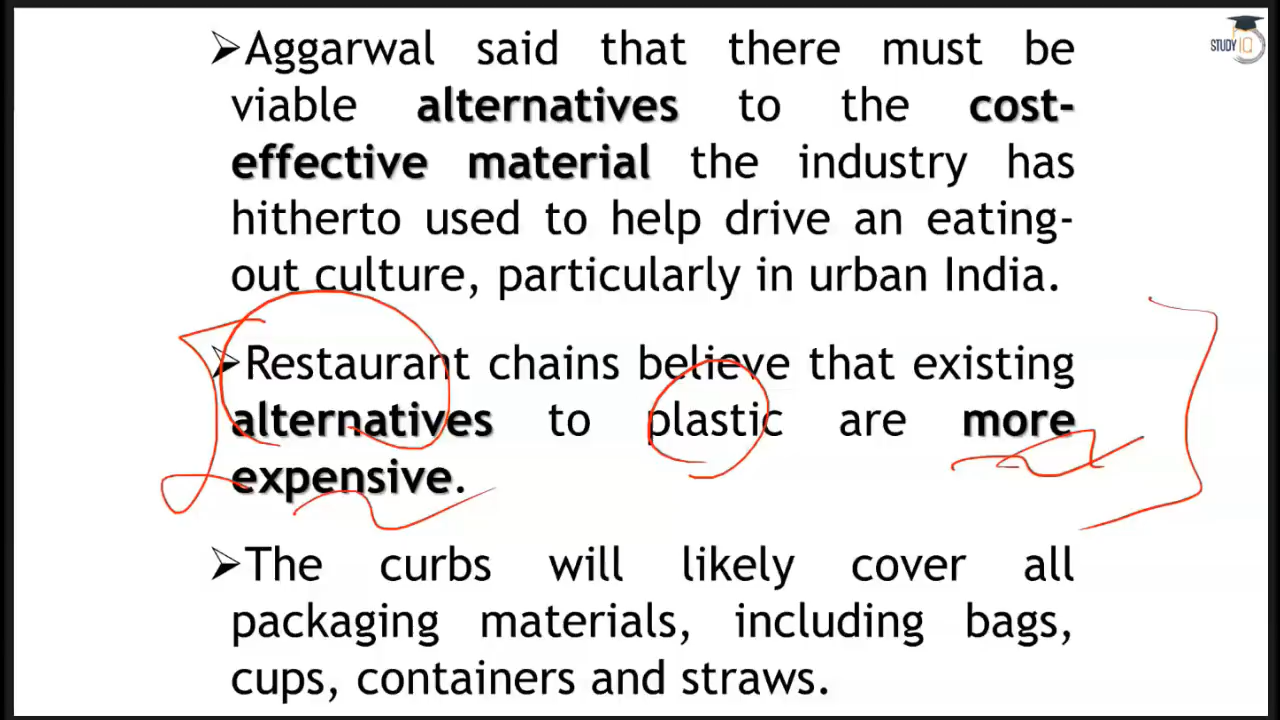 STUDY IQ
➢Aggarwal said that there must be
viable alternatives to the cost-
effective material the industry has
hitherto used to help drive an eating-
out culture, particularly in urban India.
➢Restaurant chains believe that existing
alternatives to plastic are more
expensive.
➢The curbs will likely cover all
packaging materials, including bags,
cups, containers and straws.